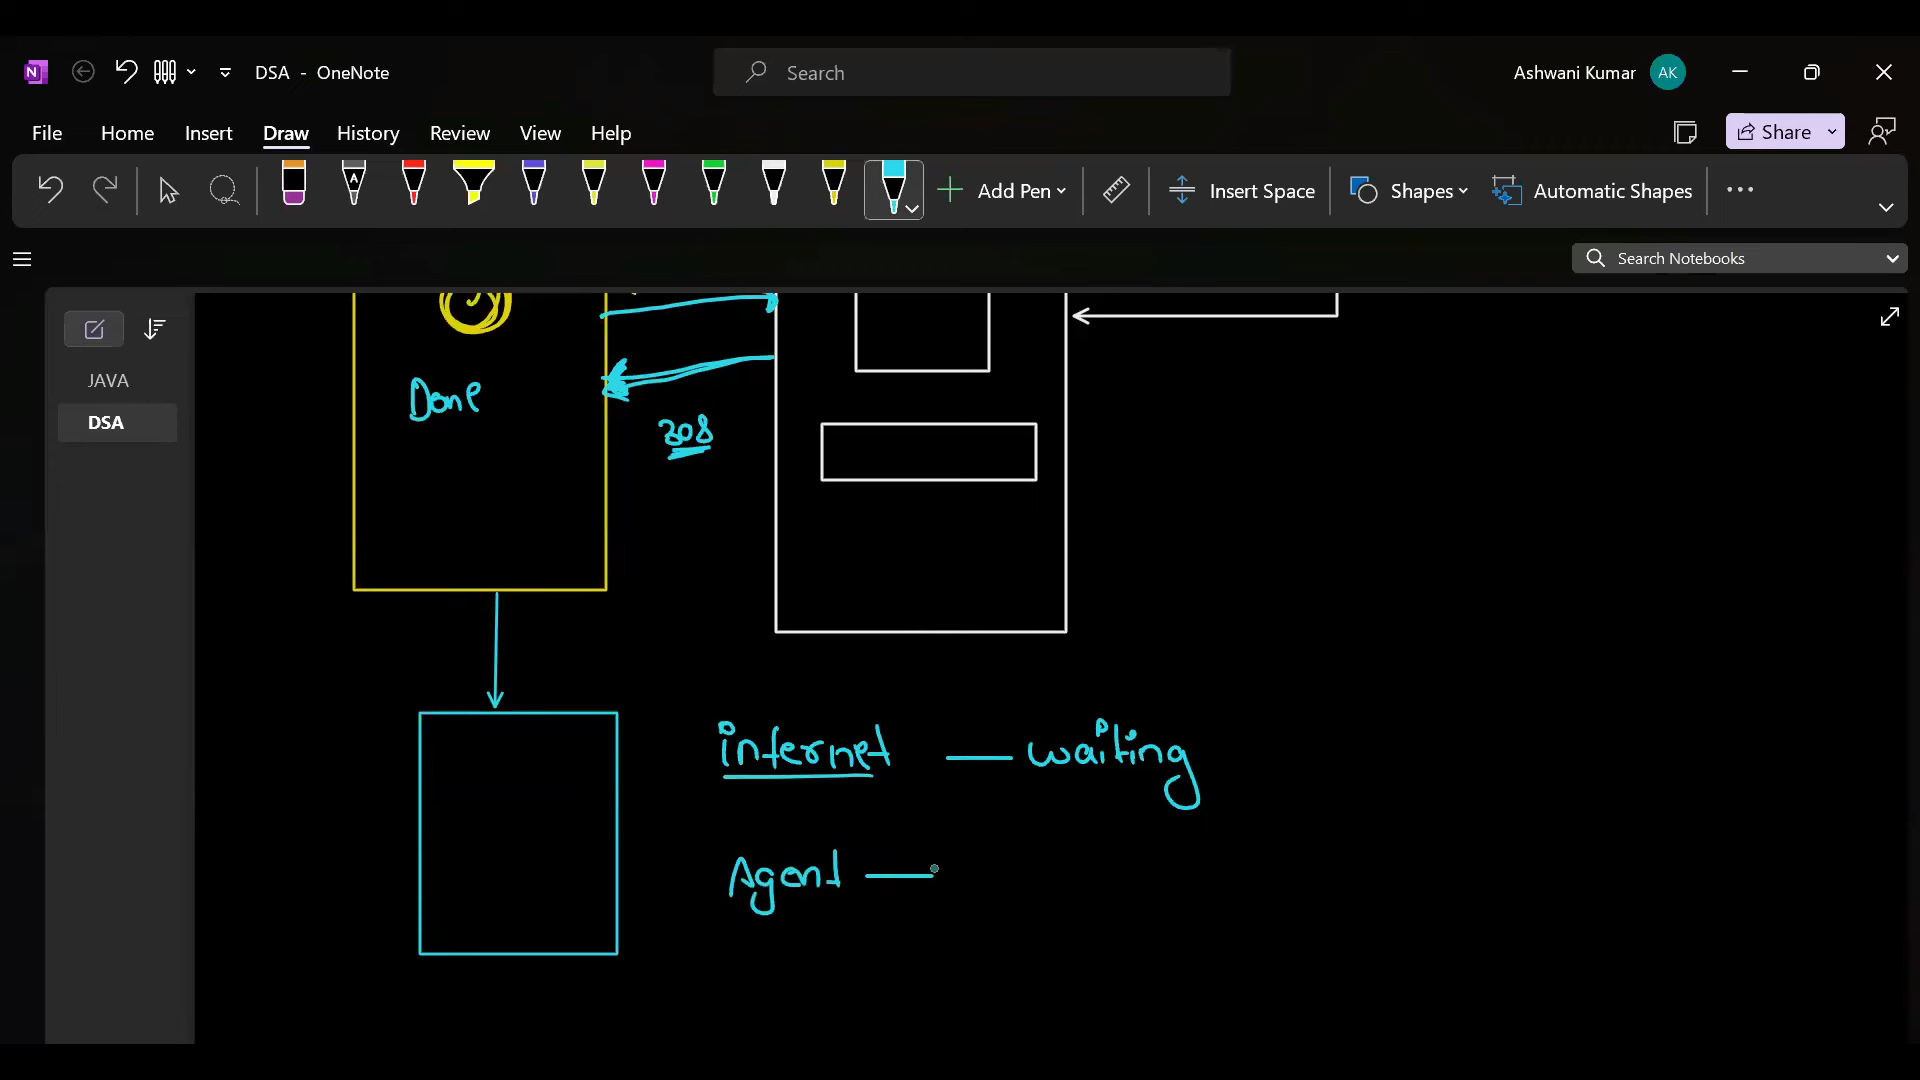 DSA - OneNote
Search
Ashwani Kumar
AK
File
Home
Insert
Draw
History
Review
View
Help
Share
Add Pen
Insert Space
Shapes
Automatic Shapes
Search Notebooks
JAVA
DSA
Done
internet — waiting
Agent —